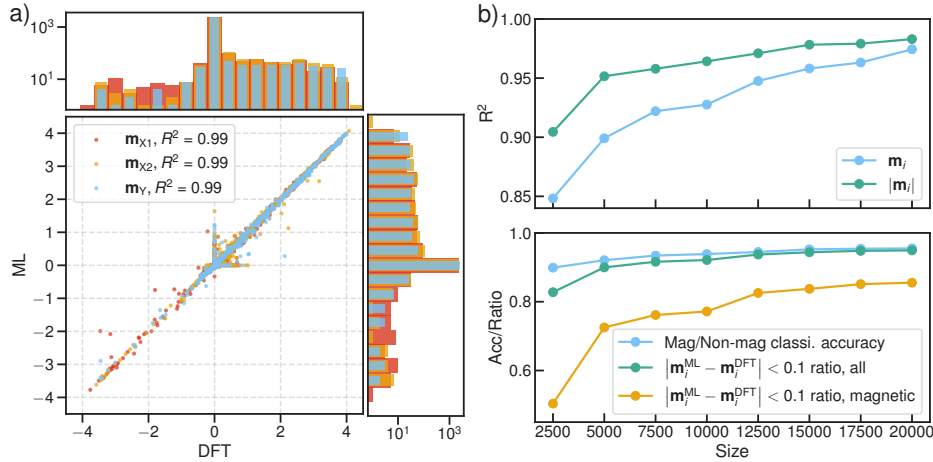 a)
10³
10¹
4
3
2
1
0
−1
−2
−3
−4
ML
m_X1, R² = 0.99
m_X2, R² = 0.99
m_Y, R² = 0.99
−4
−2
0
2
4
DFT
10¹
10³
b)
1.00
0.95
0.90
0.85
R²
m_i
|m_i|
1.0
0.8
0.6
Acc/Ratio
Mag/Non-mag classi. accuracy
|m_i^ML − m_i^DFT| < 0.1 ratio, all
|m_i^ML − m_i^DFT| < 0.1 ratio, magnetic
2500 5000 7500 10000 12500 15000 17500 20000
Size